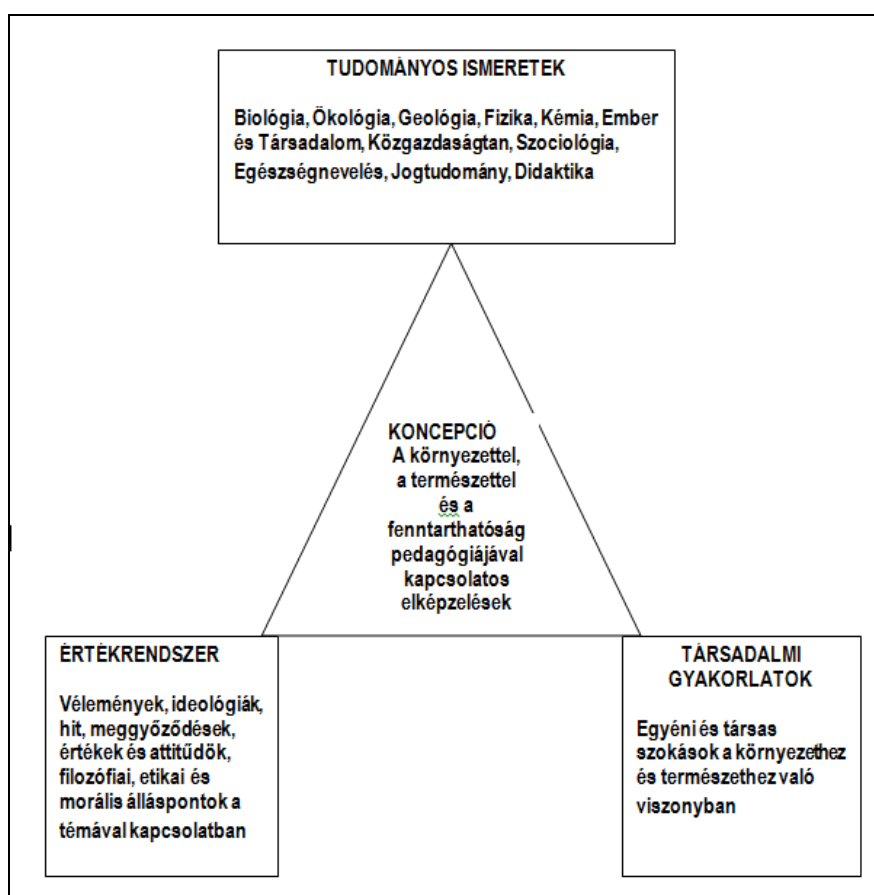 TUDOMÁNYOS ISMERETEK
Biológia, Ökológia, Geológia, Fizika, Kémia, Ember
és Társadalom, Közgazdaságtan, Szociológia,
Egészségnevelés, Jogtudomány, Didaktika
KONCEPCIÓ
A környezettel,
a természettel
és a
fenntarthatóság
pedagógiájával
kapcsolatos
elképzelések
ÉRTÉKRENDSZER
Vélemények, ideológiák,
hit, meggyőződések,
értékek és attitűdök,
filozófiai, etikai és
morális álláspontok a
témával kapcsolatban
TÁRSADALMI
GYAKORLATOK
Egyéni és társas
szokások a környezethez
és természethez való
viszonyban